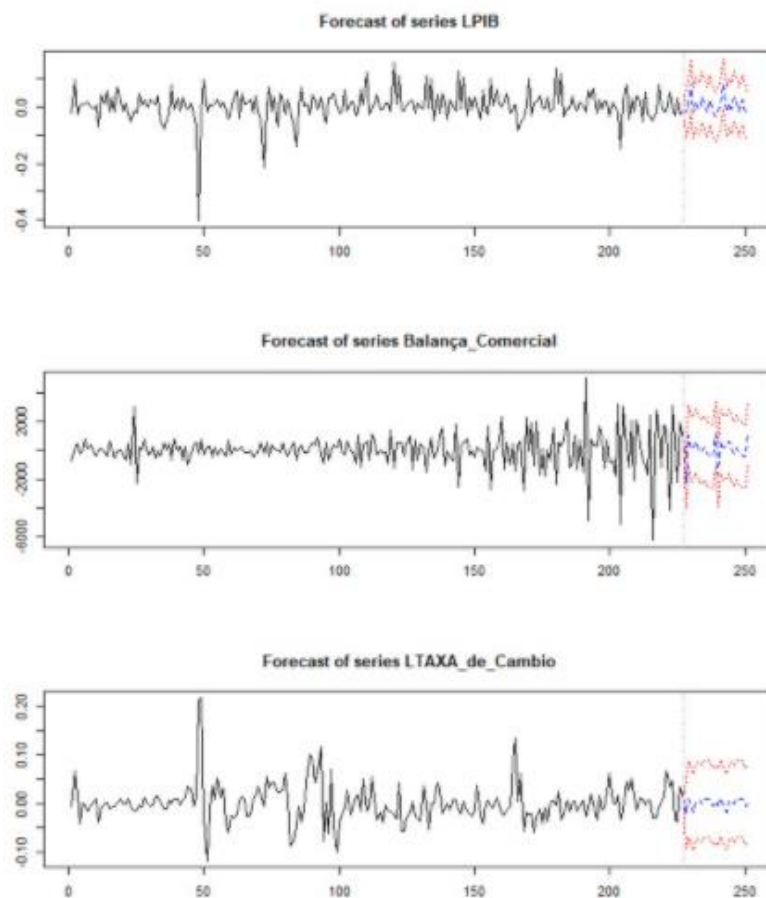 Forecast of series LPIB
0.0
-0.2
-0.4
0 50 100 150 200 250
Forecast of series Balança_Comercial
2000
-2000
-6000
0 50 100 150 200 250
Forecast of series LTAXA_de_Cambio
0.20
0.10
0.00
-0.10
0 50 100 150 200 250